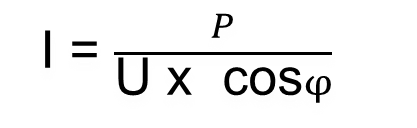 I = P / (U x cosφ)